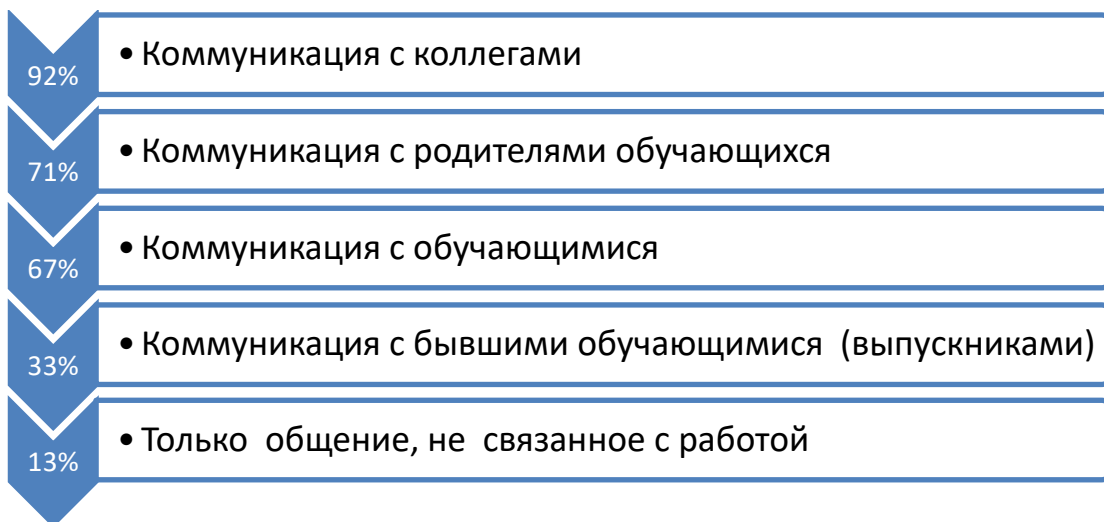 92%
• Коммуникация с коллегами
71%
• Коммуникация с родителями обучающихся
67%
• Коммуникация с обучающимися
33%
• Коммуникация с бывшими обучающимися (выпускниками)
13%
• Только общение, не связанное с работой